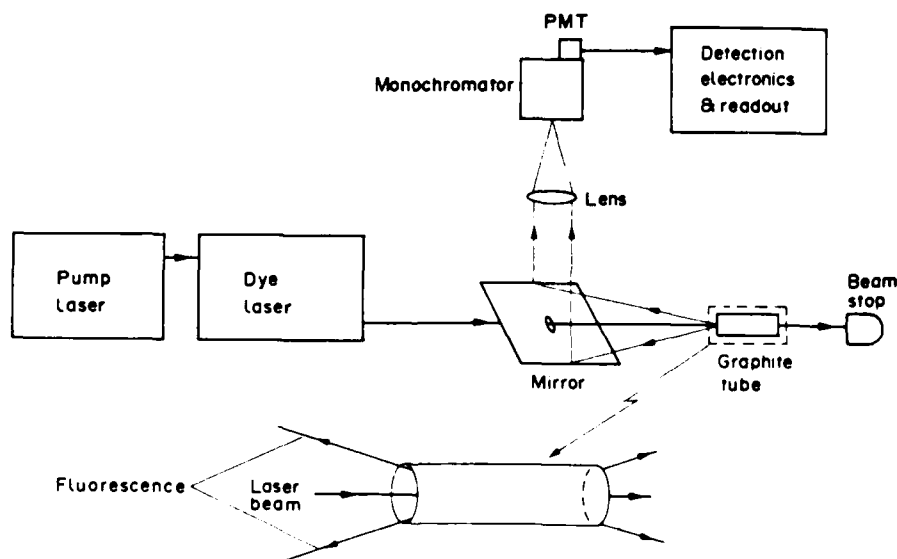 PMT
Monochromator
Detection
electronics
& readout
Lens
Pump
laser
Dye
laser
Beam
stop
Mirror
Graphite
tube
Fluorescence
Laser
beam